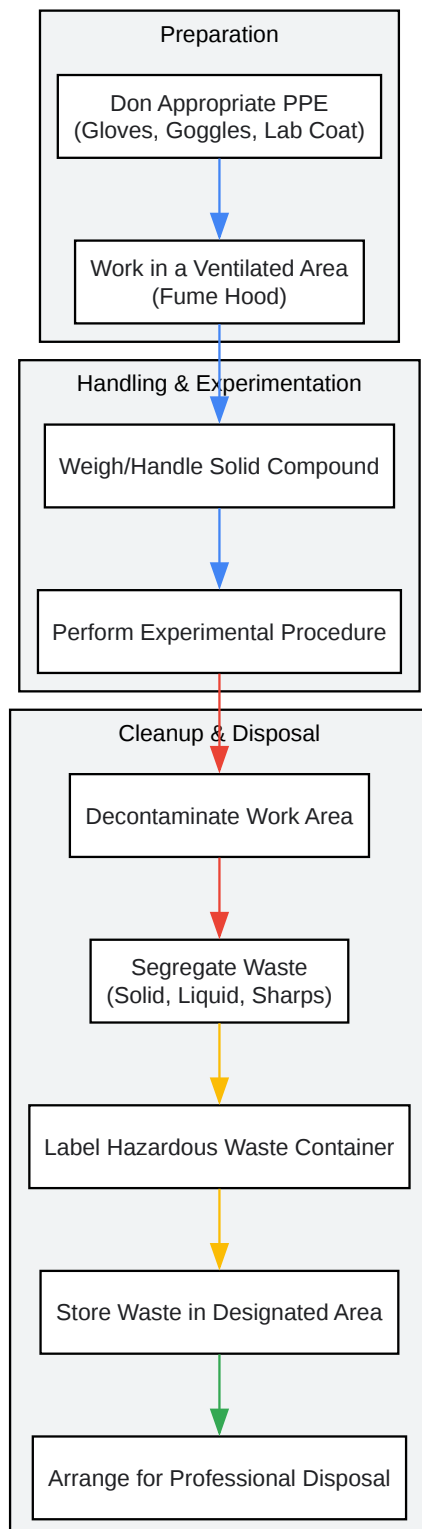 Preparation
Don Appropriate PPE
(Gloves, Goggles, Lab Coat)
Work in a Ventilated Area
(Fume Hood)
Handling & Experimentation
Weigh/Handle Solid Compound
Perform Experimental Procedure
Cleanup & Disposal
Decontaminate Work Area
Segregate Waste
(Solid, Liquid, Sharps)
Label Hazardous Waste Container
Store Waste in Designated Area
Arrange for Professional Disposal